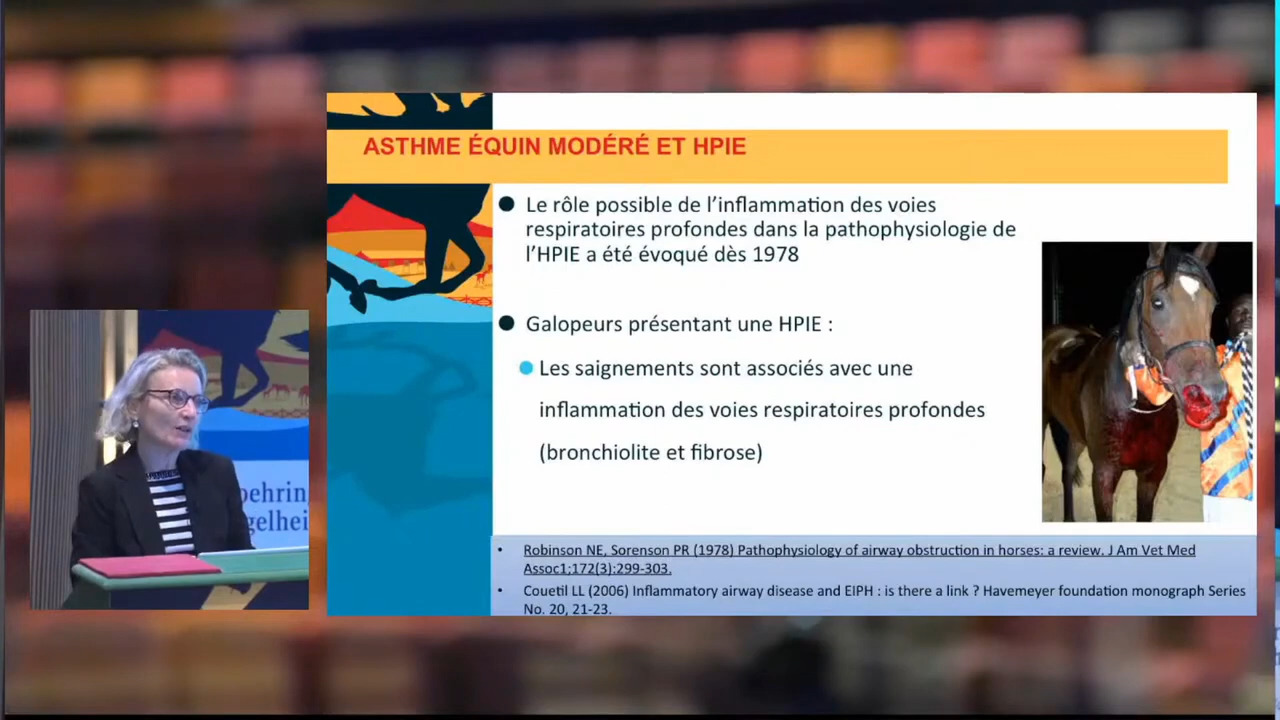 ASTHME ÉQUIN MODÉRÉ ET HPIE
Le rôle possible de l'inflammation des voies
respiratoires profondes dans la pathophysiologie de
l'HPIE a été évoqué dès 1978
Galopeurs présentant une HPIE :
Les saignements sont associés avec une
inflammation des voies respiratoires profondes
(bronchiolite et fibrose)
Robinson NE, Sorenson PR (1978) Pathophysiology of airway obstruction in horses: a review. J Am Vet Med
Assoc1;172(3):299-303.
Couetil LL (2006) Inflammatory airway disease and EIPH : is there a link ? Havemeyer foundation monograph Series
No. 20, 21-23.
oehrin
gelhei